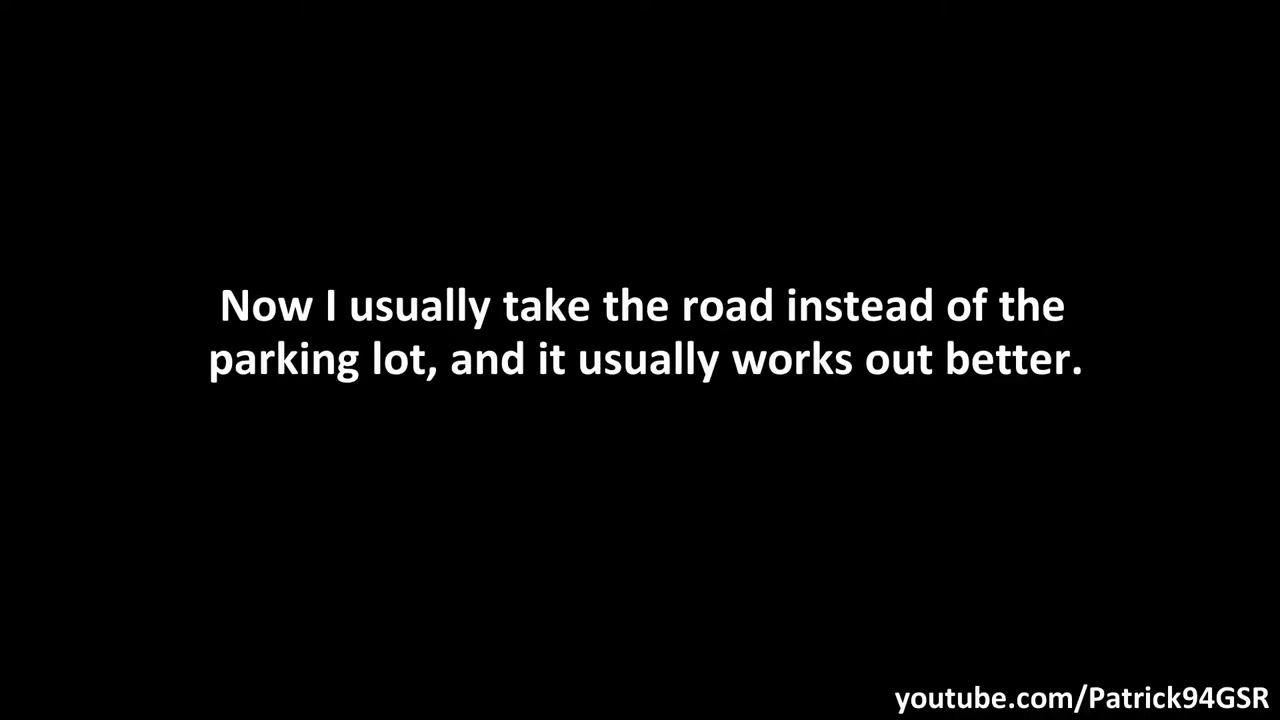 Now I usually take the road instead of the
parking lot, and it usually works out better.
youtube.com/Patrick94GSR